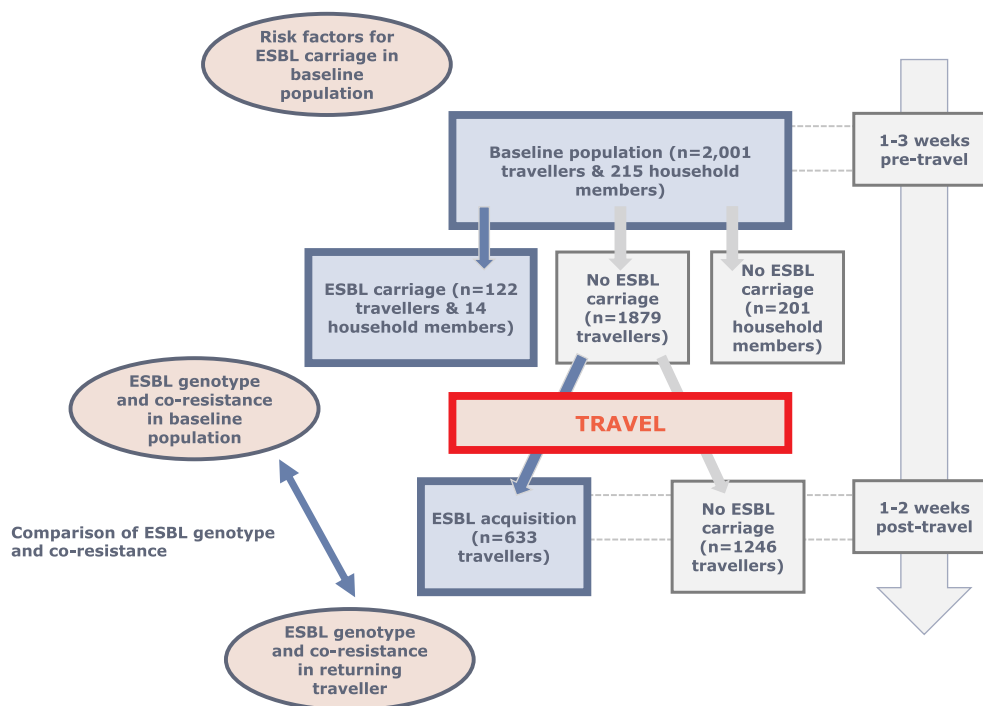 Risk factors for
ESBL carriage in
baseline
population
Baseline population (n=2,001
travellers & 215 household
members)
1-3 weeks
pre-travel
ESBL carriage (n=122
travellers & 14
household members)
No ESBL
carriage
(n=1879
travellers)
No ESBL
carriage
(n=201
household
members)
ESBL genotype
and co-resistance
in baseline
population
TRAVEL
ESBL acquisition
(n=633
travellers)
No ESBL
carriage
(n=1246
travellers)
1-2 weeks
post-travel
Comparison of ESBL genotype
and co-resistance
ESBL genotype
and co-resistance
in returning
traveller